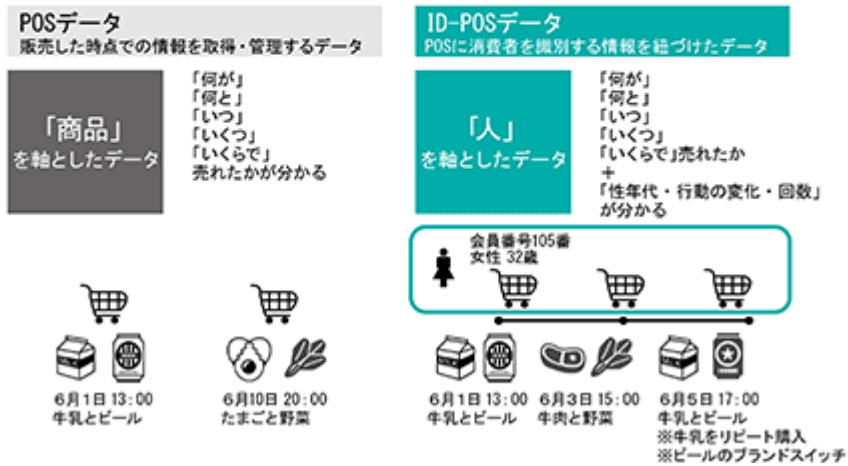 POSデータ
販売した時点での情報を取得・管理するデータ
「商品」
を軸としたデータ
「何が」
「何と」
「いつ」
「いくつ」
「いくらで」
売れたかが分かる
6月1日 13:00
牛乳とビール
6月10日 20:00
たまごと野菜
ID-POSデータ
POSに消費者を識別する情報を紐づけたデータ
「人」
を軸としたデータ
「何が」
「何と」
「いつ」
「いくつ」
「いくらで」売れたか
+
「性年代・行動の変化・回数」
が分かる
会員番号105番
女性 32歳
6月1日 13:00
牛乳とビール
6月3日 15:00
牛肉と野菜
6月5日 17:00
牛乳とビール
※牛乳をリピート購入
※ビールのブランドスイッチ